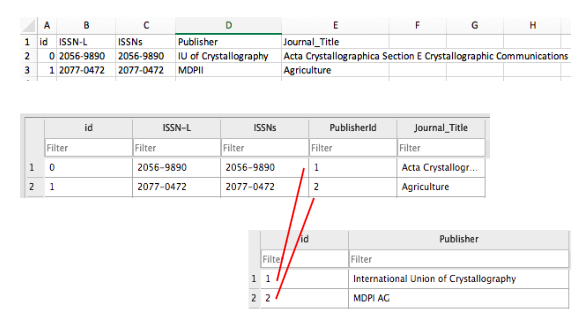 A B C D E F G H
1 id ISSN-L ISSNs Publisher Journal_Title
2 0 2056-9890 2056-9890 IU of Crystallography Acta Crystallographica Section E Crystallographic Communications
3 1 2077-0472 2077-0472 MDPII Agriculture
id ISSN-L ISSNs PublisherId Journal_Title
Filter Filter Filter Filter Filter
1 0 2056-9890 2056-9890 1 Acta Crystallogr...
2 1 2077-0472 2077-0472 2 Agriculture
id Publisher
Filter Filter
1 1 International Union of Crystallography
2 2 MDPI AG